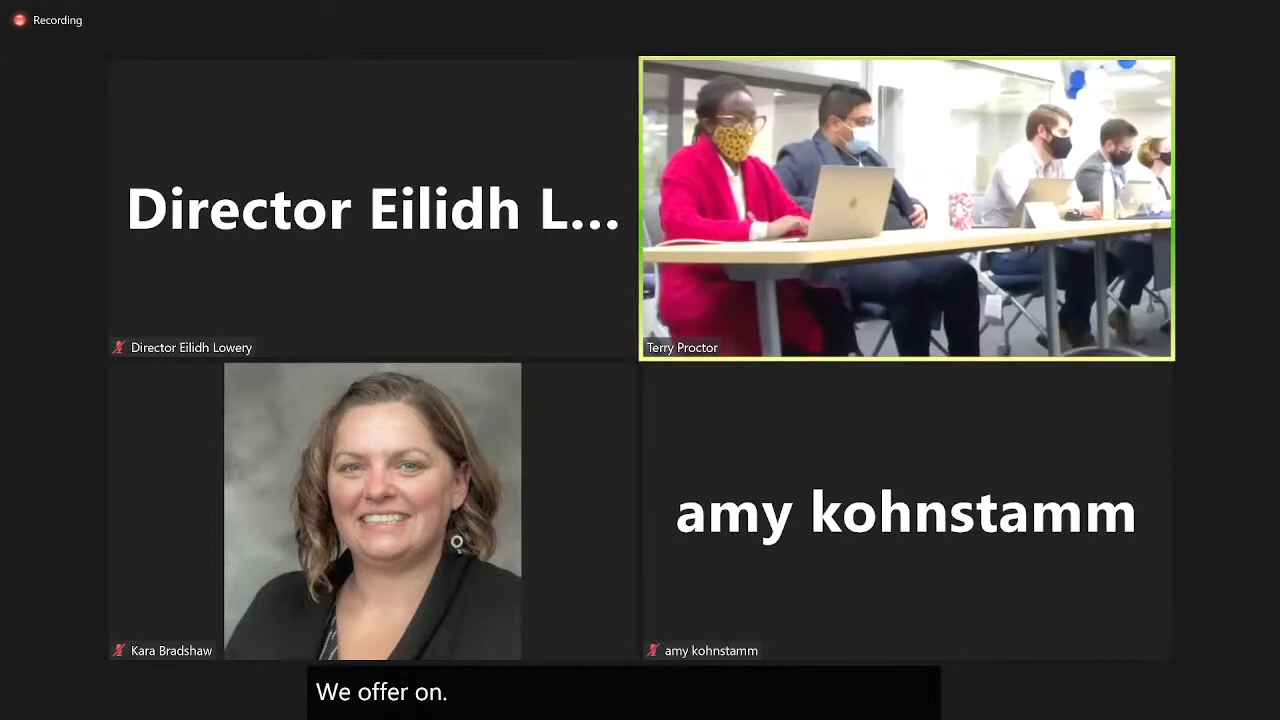 Recording
Director Eilidh L...
Director Eilidh Lowery
Terry Proctor
Kara Bradshaw
amy kohnstamm
amy kohnstamm
We offer on.